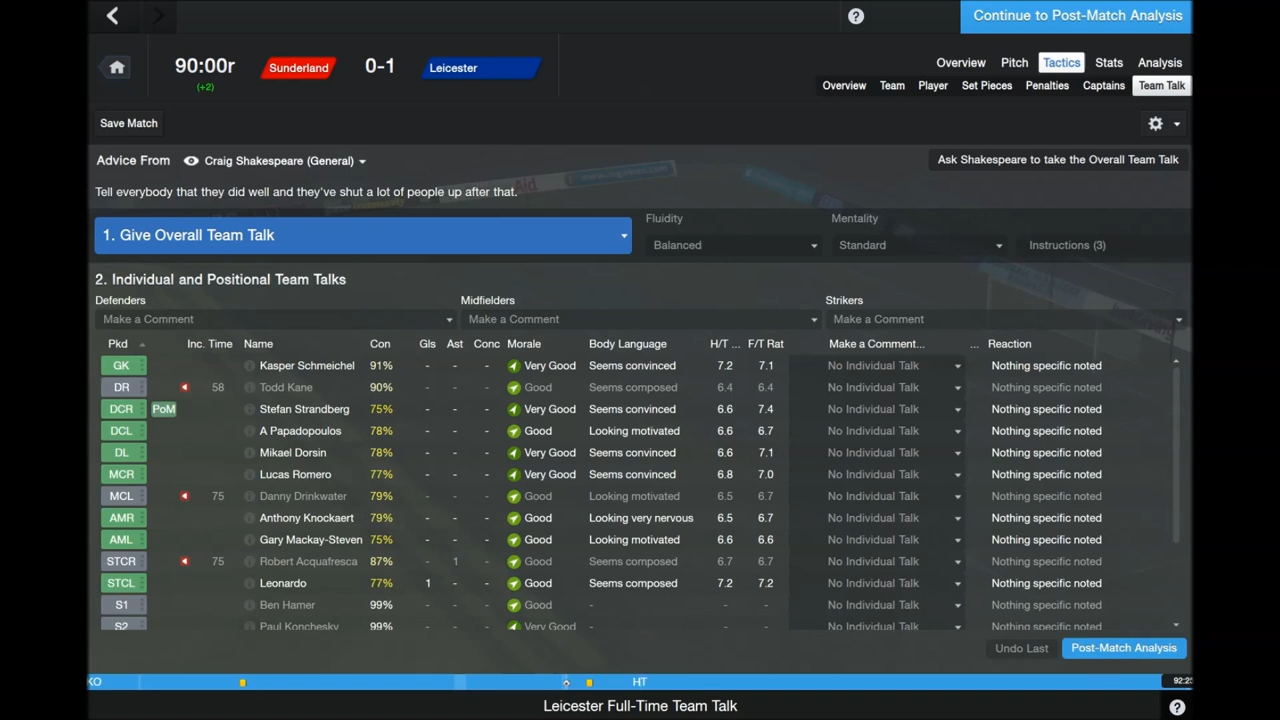 Continue to Post-Match Analysis
90:00r
(+2)
Sunderland
0-1
Leicester
Overview Pitch Tactics Stats Analysis
Overview Team Player Set Pieces Penalties Captains Team Talk
Save Match
Advice From Craig Shakespeare (General)
Ask Shakespeare to take the Overall Team Talk
Tell everybody that they did well and they've shut a lot of people up after that.
1. Give Overall Team Talk
Fluidity Mentality
Balanced Standard Instructions (3)
2. Individual and Positional Team Talks
Defenders Midfielders Strikers
Make a Comment Make a Comment Make a Comment
Pkd Inc. Time Name Con Gls Ast Conc Morale Body Language H/T ... F/T Rat Make a Comment... ... Reaction
GK Kasper Schmeichel 91% - - - Very Good Seems convinced 7.2 7.1 No Individual Talk Nothing specific noted
DR 58 Todd Kane 90% - - - Good Seems composed 6.4 6.4 No Individual Talk Nothing specific noted
DCR PoM Stefan Strandberg 75% - - - Very Good Seems convinced 6.6 7.4 No Individual Talk Nothing specific noted
DCL A Papadopoulos 78% - - - Good Looking motivated 6.6 6.7 No Individual Talk Nothing specific noted
DL Mikael Dorsin 78% - - - Very Good Seems convinced 6.6 7.1 No Individual Talk Nothing specific noted
MCR Lucas Romero 77% - - - Very Good Seems convinced 6.8 7.0 No Individual Talk Nothing specific noted
MCL 75 Danny Drinkwater 79% - - - Good Looking motivated 6.5 6.7 No Individual Talk Nothing specific noted
AMR Anthony Knockaert 79% - - - Good Looking very nervous 6.5 6.7 No Individual Talk Nothing specific noted
AML Gary Mackay-Steven 75% - - - Good Looking motivated 6.6 6.6 No Individual Talk Nothing specific noted
STCR 75 Robert Acquafresca 87% - 1 - Good Seems composed 6.7 6.7 No Individual Talk Nothing specific noted
STCL Leonardo 77% 1 - - Good Seems composed 7.2 7.2 No Individual Talk Nothing specific noted
S1 Ben Hamer 99% - - - Good - - - No Individual Talk Nothing specific noted
S2 Paul Konchesky 99% - - - Very Good - - - No Individual Talk Nothing specific noted
Undo Last Post-Match Analysis
KO HT
Leicester Full-Time Team Talk